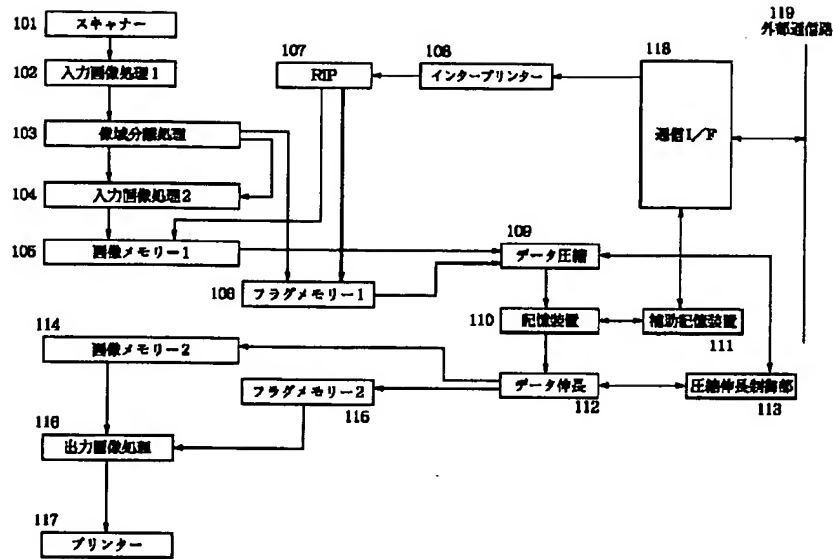 101
スキャナー
102
入力画像処理1
103
像域分離処理
104
入力画像処理2
105
画像メモリー1
107
RIP
108
インタープリンター
118
通信I/F
119
外部通信路
106
フラグメモリー1
109
データ圧縮
110
記憶装置
補助記憶装置
111
114
画像メモリー2
フラグメモリー2
115
データ伸長
112
圧縮伸長制御部
113
116
出力画像処理
117
プリンター